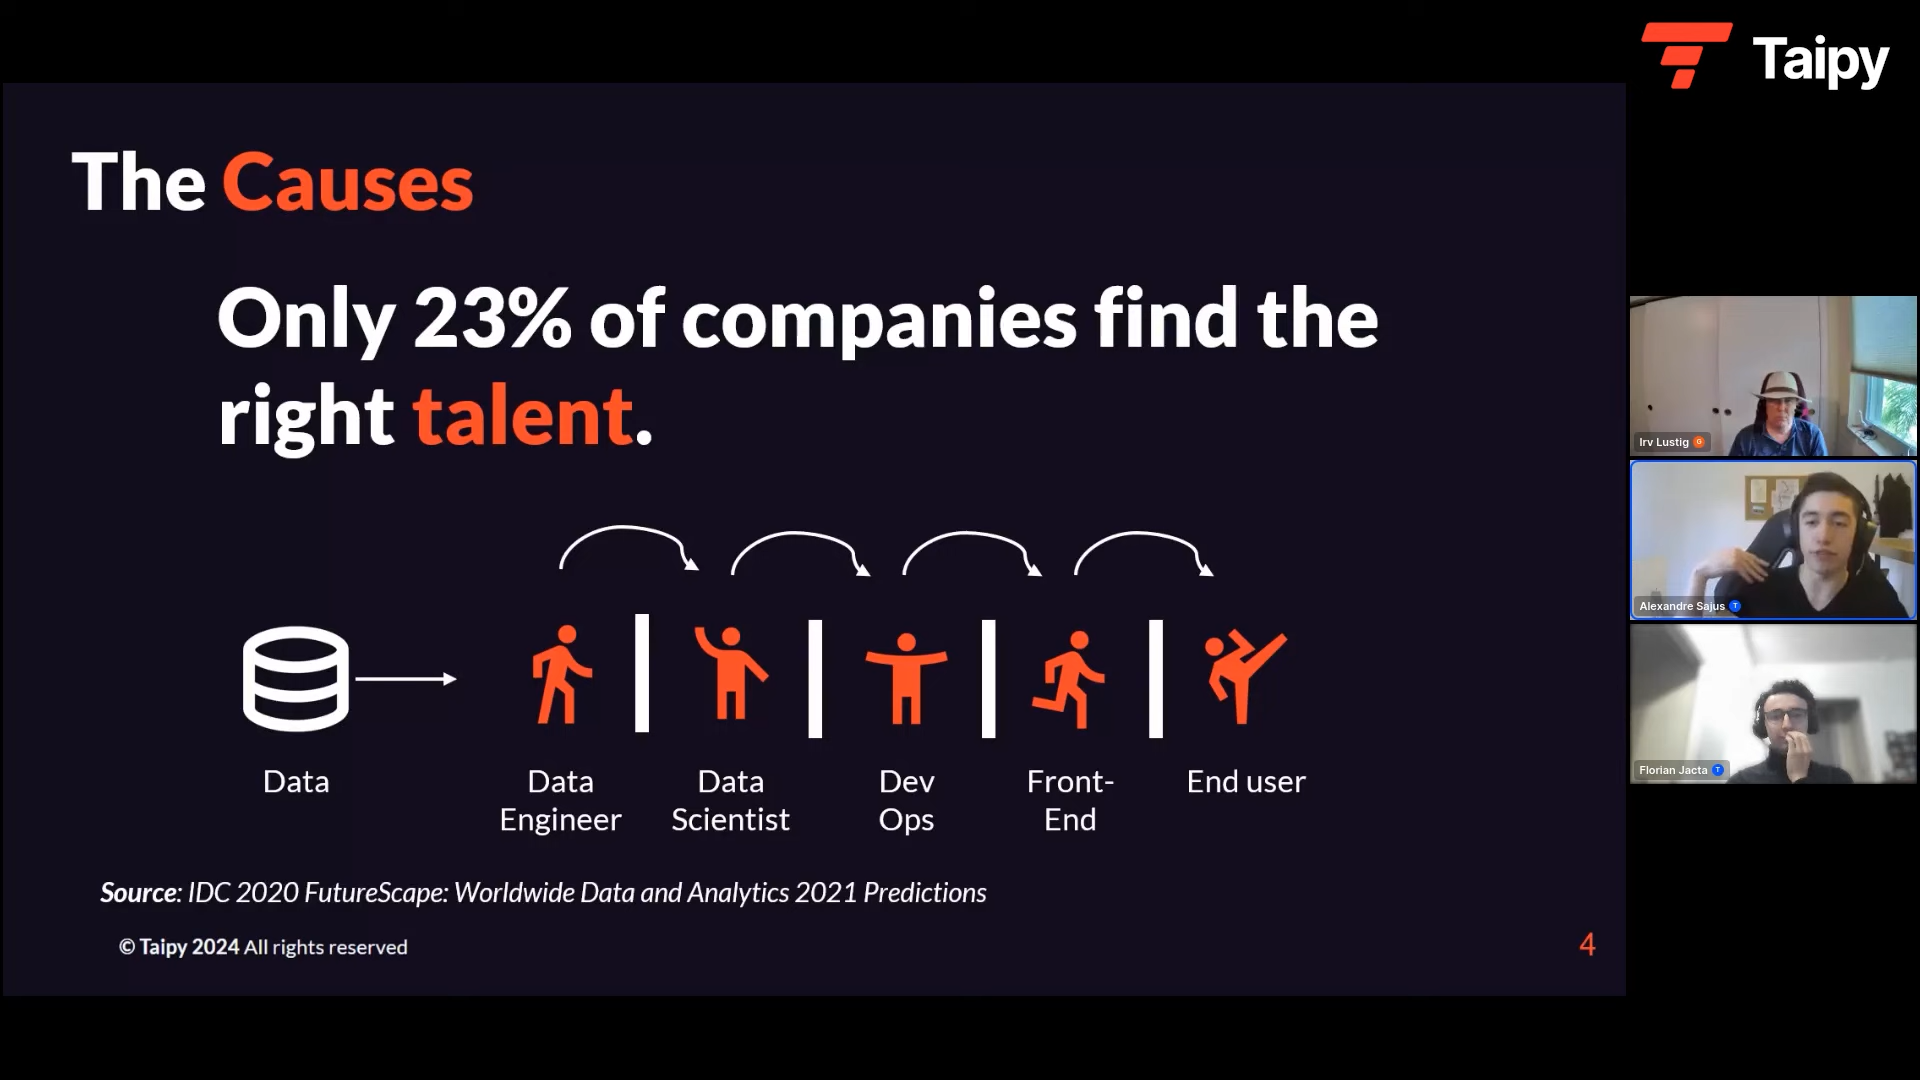 Taipy
The Causes
Only 23% of companies find the
right talent.
Data
Data
Engineer
Data
Scientist
Dev
Ops
Front-
End
End user
Source: IDC 2020 FutureScape: Worldwide Data and Analytics 2021 Predictions
© Taipy 2024 All rights reserved
4
Irv Lustig G
Alexandre Sajus T
Florian Jacta T